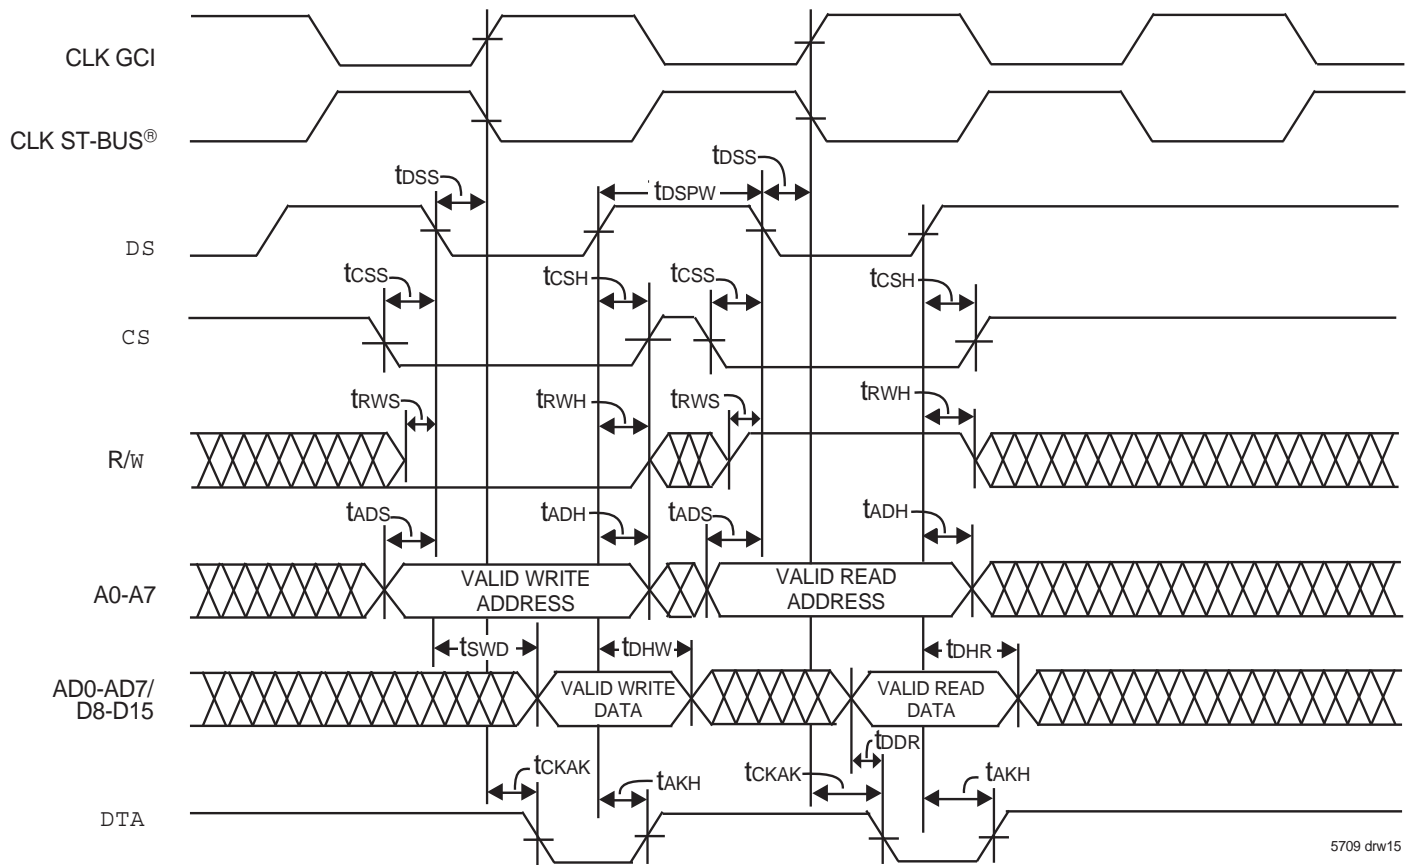 CLK GCI
CLK ST-BUS®
tDSS
tDSPW
tDSS
DS
tCSS
tCSH
tCSS
tCSH
CS
tRWS
tRWH
tRWS
tRWH
R/W
tADS
tADH
tADS
tADH
A0-A7
VALID WRITE
ADDRESS
VALID READ
ADDRESS
tSWD
tDHW
tDHR
AD0-AD7/
D8-D15
VALID WRITE
DATA
VALID READ
DATA
tDDR
tCKAK
tAKH
tCKAK
tAKH
DTA
5709 drw15